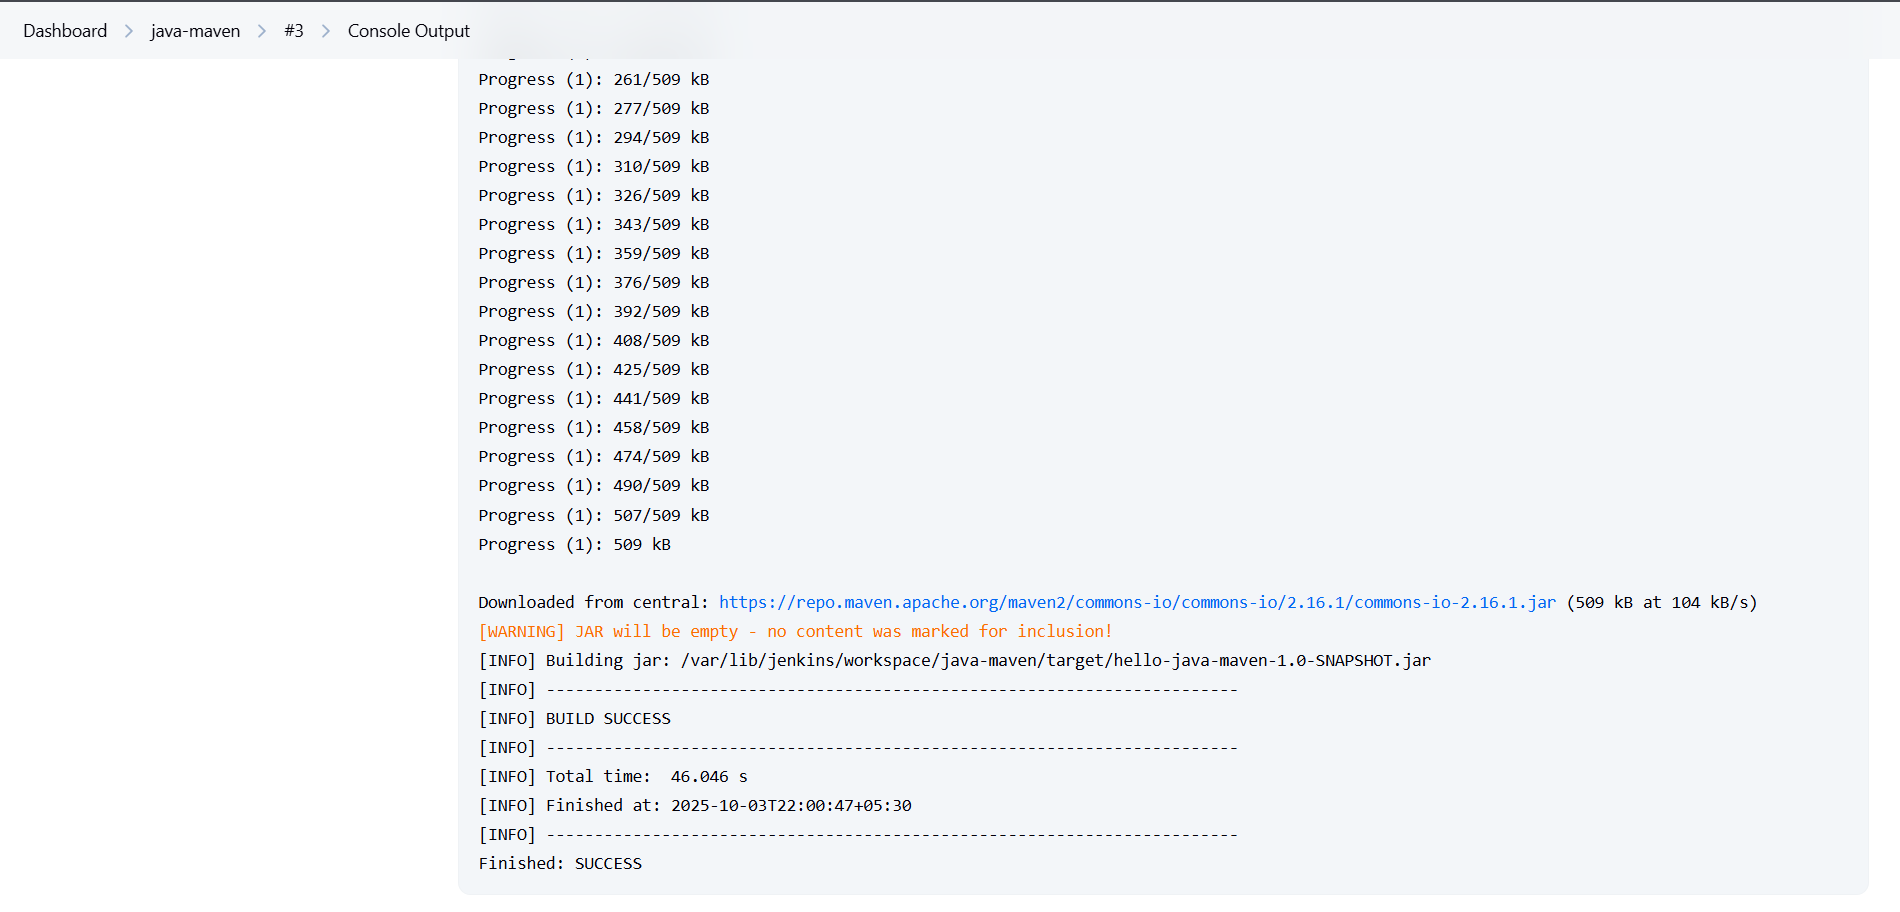 Dashboard > java-maven > #3 > Console Output
Progress (1): 261/509 kB
Progress (1): 277/509 kB
Progress (1): 294/509 kB
Progress (1): 310/509 kB
Progress (1): 326/509 kB
Progress (1): 343/509 kB
Progress (1): 359/509 kB
Progress (1): 376/509 kB
Progress (1): 392/509 kB
Progress (1): 408/509 kB
Progress (1): 425/509 kB
Progress (1): 441/509 kB
Progress (1): 458/509 kB
Progress (1): 474/509 kB
Progress (1): 490/509 kB
Progress (1): 507/509 kB
Progress (1): 509 kB
Downloaded from central: https://repo.maven.apache.org/maven2/commons-io/commons-io/2.16.1/commons-io-2.16.1.jar (509 kB at 104 kB/s)
[WARNING] JAR will be empty - no content was marked for inclusion!
[INFO] Building jar: /var/lib/jenkins/workspace/java-maven/target/hello-java-maven-1.0-SNAPSHOT.jar
[INFO] ------------------------------------------------------------------------
[INFO] BUILD SUCCESS
[INFO] ------------------------------------------------------------------------
[INFO] Total time:  46.046 s
[INFO] Finished at: 2025-10-03T22:00:47+05:30
[INFO] ------------------------------------------------------------------------
Finished: SUCCESS